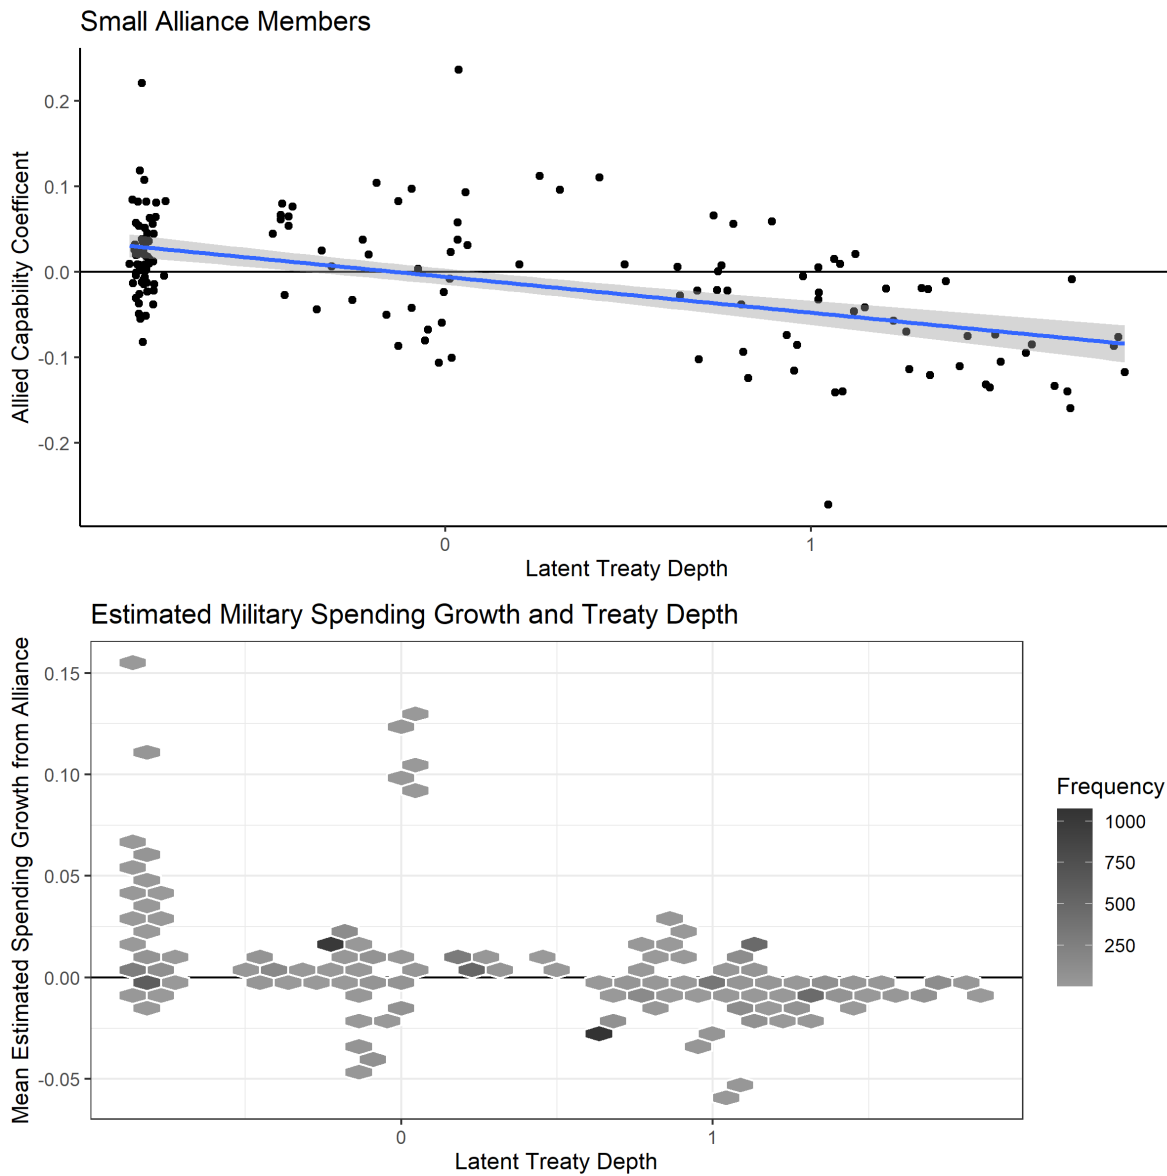 Small Alliance Members
Allied Capability Coefficent
0.2
0.1
0.0
-0.1
-0.2
0
1
Latent Treaty Depth
Estimated Military Spending Growth and Treaty Depth
Mean Estimated Spending Growth from Alliance
0.15
0.10
0.05
0.00
-0.05
0
1
Latent Treaty Depth
Frequency
1000
750
500
250